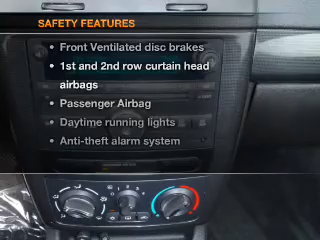 SAFETY FEATURES
• Front Ventilated disc brakes
• 1st and 2nd row curtain head
airbags
• Passenger Airbag
• Daytime running lights
• Anti-theft alarm system